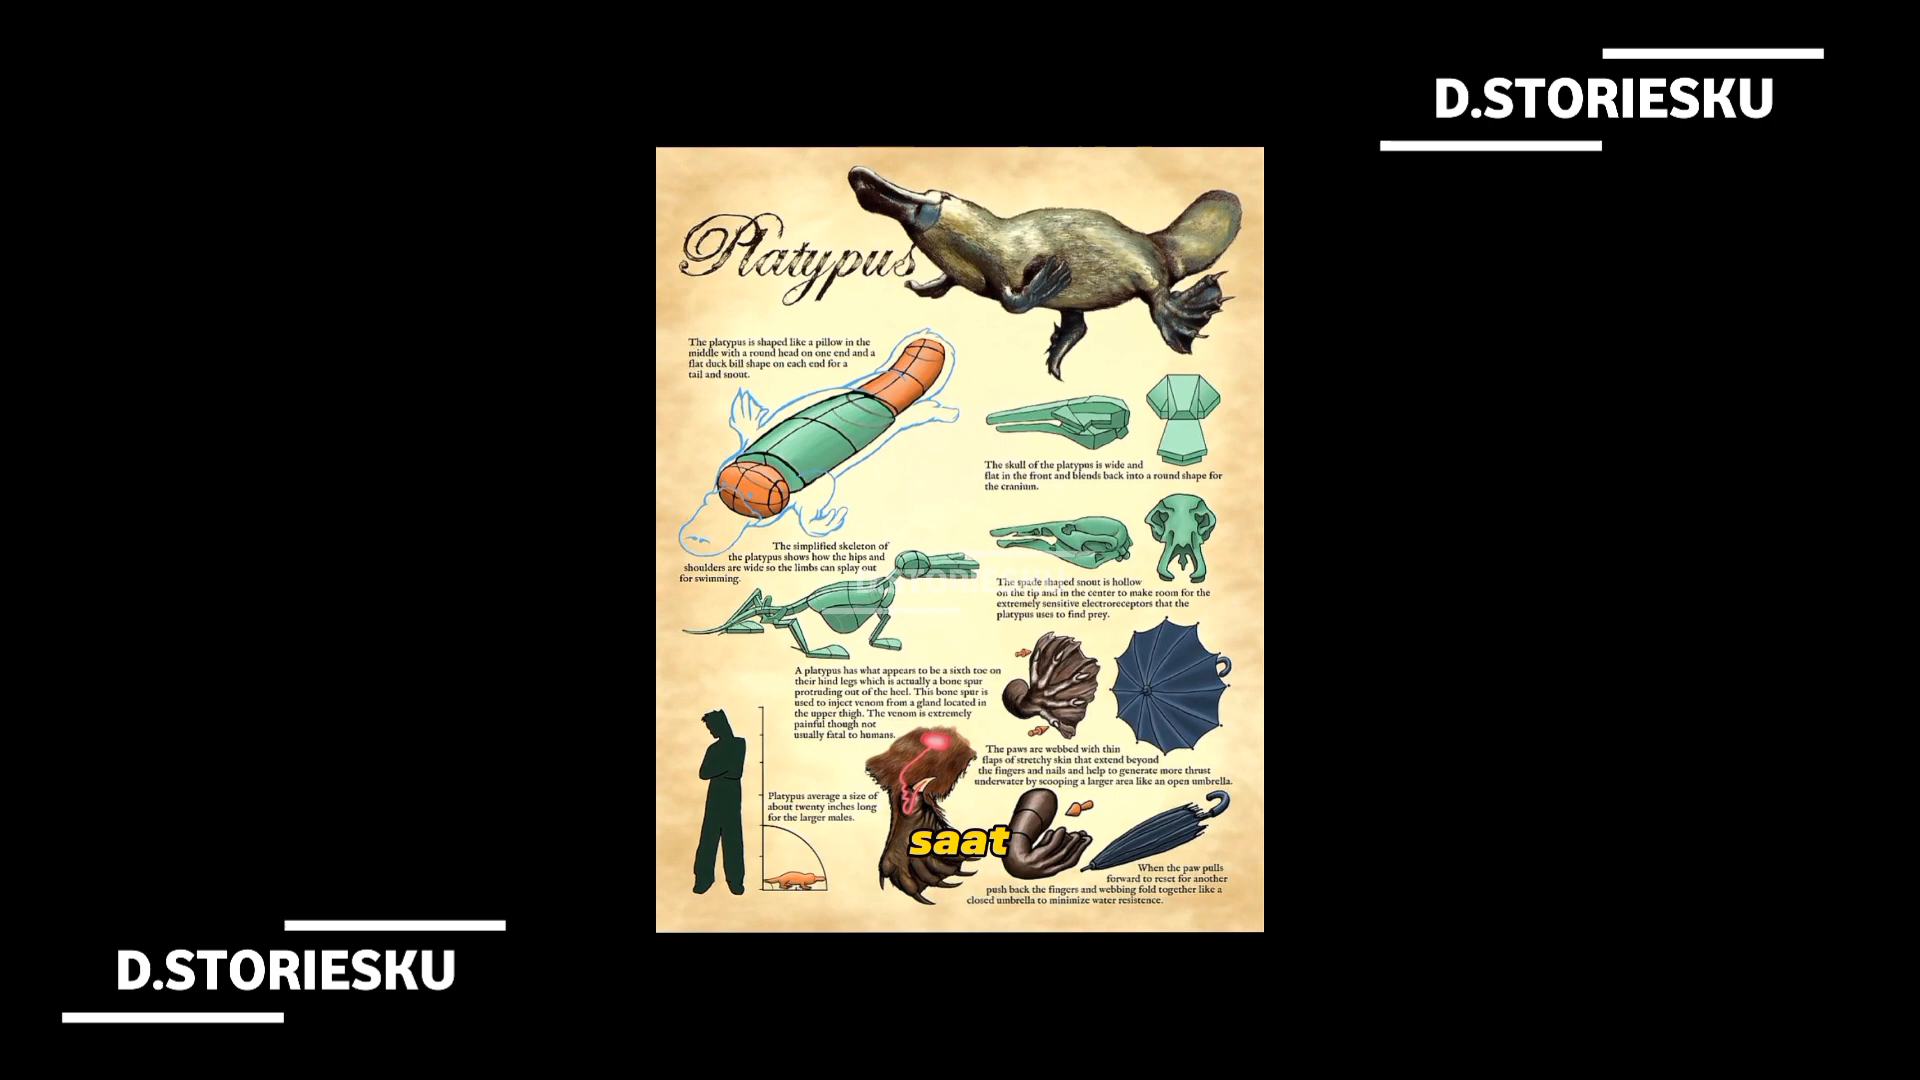 D.STORIESKU
Platypus
The platypus is shaped like a pillow in the
middle with a round head on one end and a
flat duck bill shape on each end for a
tail and snout.
The skull of the platypus is wide and
flat in the front and blends back into a round shape for
the cranium.
The simplified skeleton of
the platypus shows how the hips and
shoulders are wide so the limbs can splay out
for swimming.
D.STORIESKU
The spade shaped snout is hollow
on the tip and in the center to make room for the
extremely sensitive electroreceptors that the
platypus uses to find prey.
A platypus has what appears to be a sixth toe on
their hind legs which is actually a bone spur
protruding out of the heel. This bone spur is
used to inject venom from a gland located in
the upper thigh. The venom is extremely
painful though not
usually fatal to humans.
The paws are webbed with thin
flaps of stretchy skin that extend beyond
the fingers and nails and help to generate more thrust
underwater by scooping a larger area like an open umbrella.
Platypus average a size of
about twenty inches long
for the larger males.
saat
When the paw pulls
forward to reset for another
push back the fingers and webbing fold together like a
closed umbrella to minimize water resistence.
D.STORIESKU